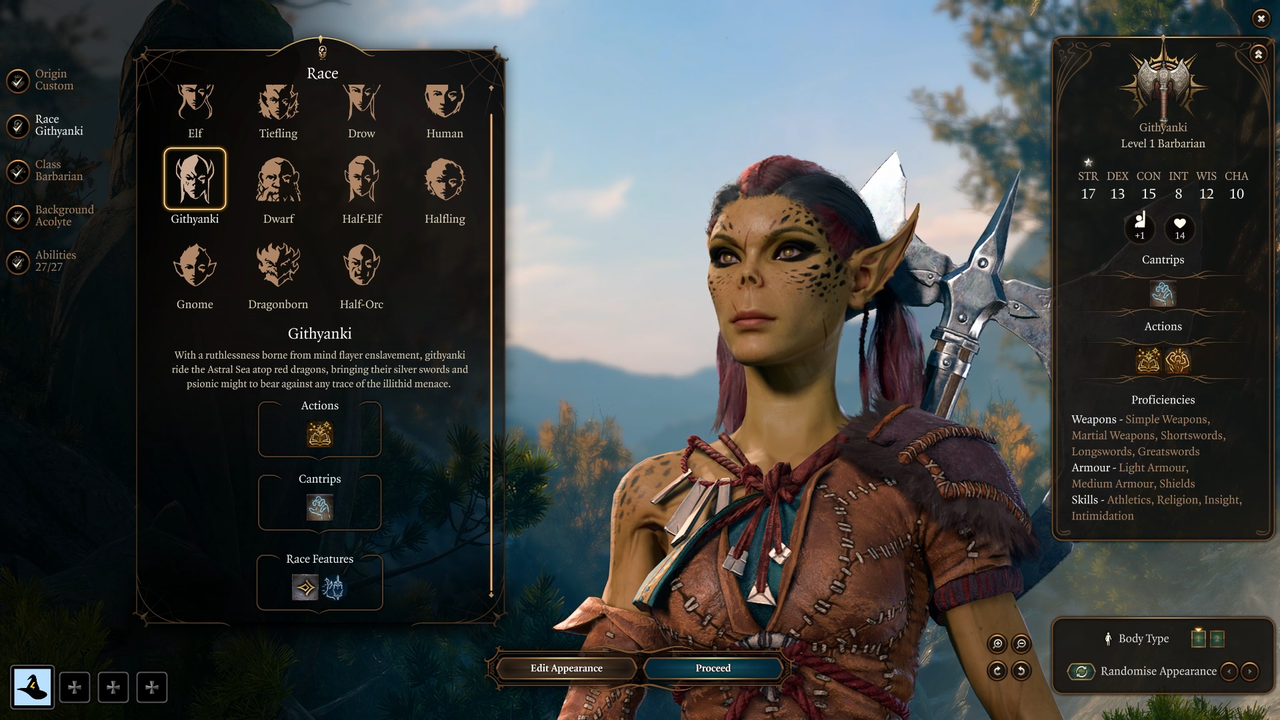 Origin
Custom
Race
Githyanki
Class
Barbarian
Background
Acolyte
Abilities
27/27
Race
Elf
Tiefling
Drow
Human
Githyanki
Dwarf
Half-Elf
Halfling
Gnome
Dragonborn
Half-Orc
Githyanki
With a ruthlessness borne from mind flayer enslavement, githyanki
ride the Astral Sea atop red dragons, bringing their silver swords and
psionic might to bear against any trace of the illithid menace.
Actions
Cantrips
Race Features
Edit Appearance
Proceed
Githyanki
Level 1 Barbarian
STR DEX CON INT WIS CHA
17 13 15 8 12 10
+1 14
Cantrips
Actions
Proficiencies
Weapons - Simple Weapons,
Martial Weapons, Shortswords,
Longswords, Greatswords
Armour - Light Armour,
Medium Armour, Shields
Skills - Athletics, Religion, Insight,
Intimidation
Body Type
Randomise Appearance